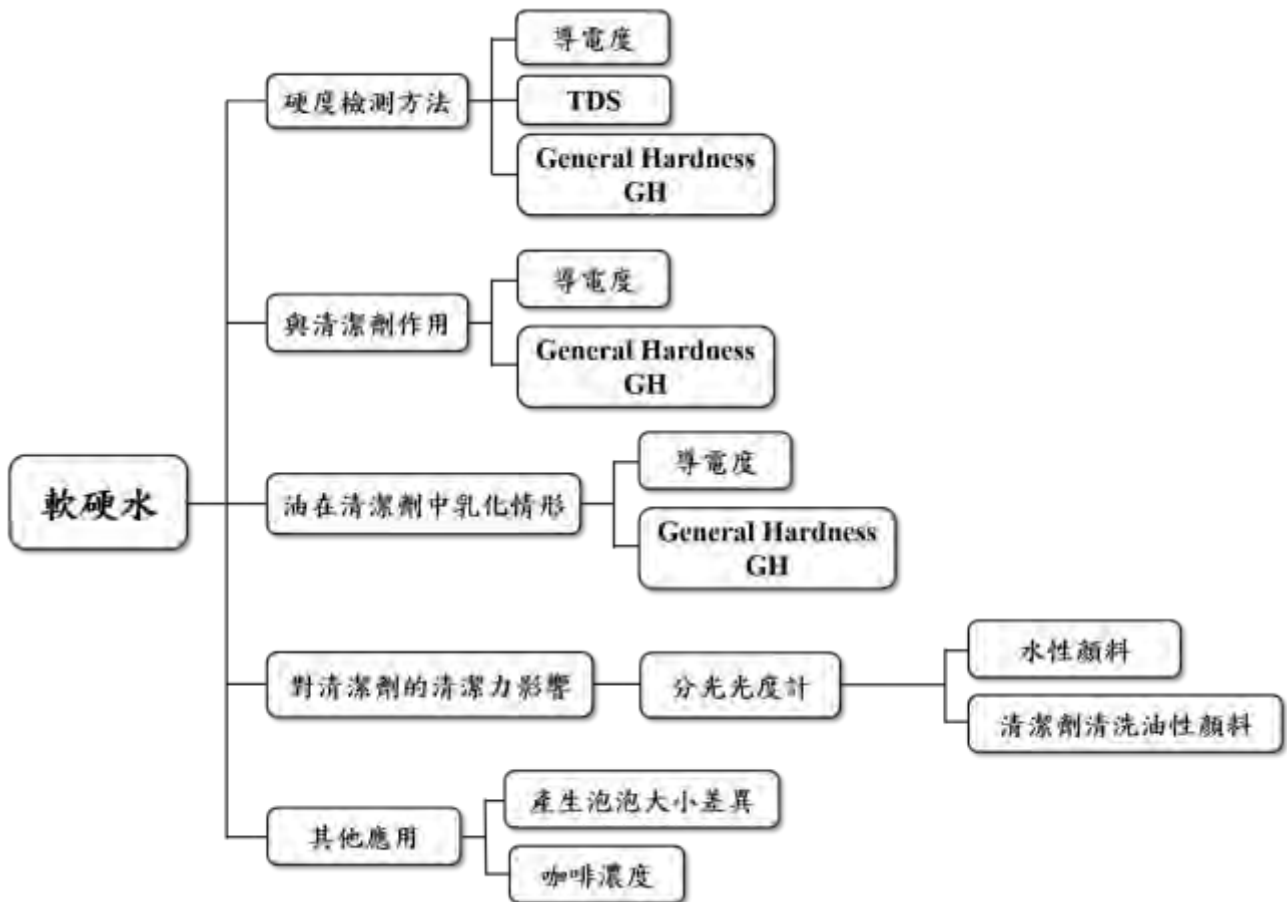 軟硬水
硬度檢測方法
導電度
TDS
General Hardness
GH
與清潔劑作用
導電度
General Hardness
GH
油在清潔劑中乳化情形
導電度
General Hardness
GH
對清潔劑的清潔力影響
分光光度計
水性顏料
清潔劑清洗油性顏料
其他應用
產生泡泡大小差異
咖啡濃度